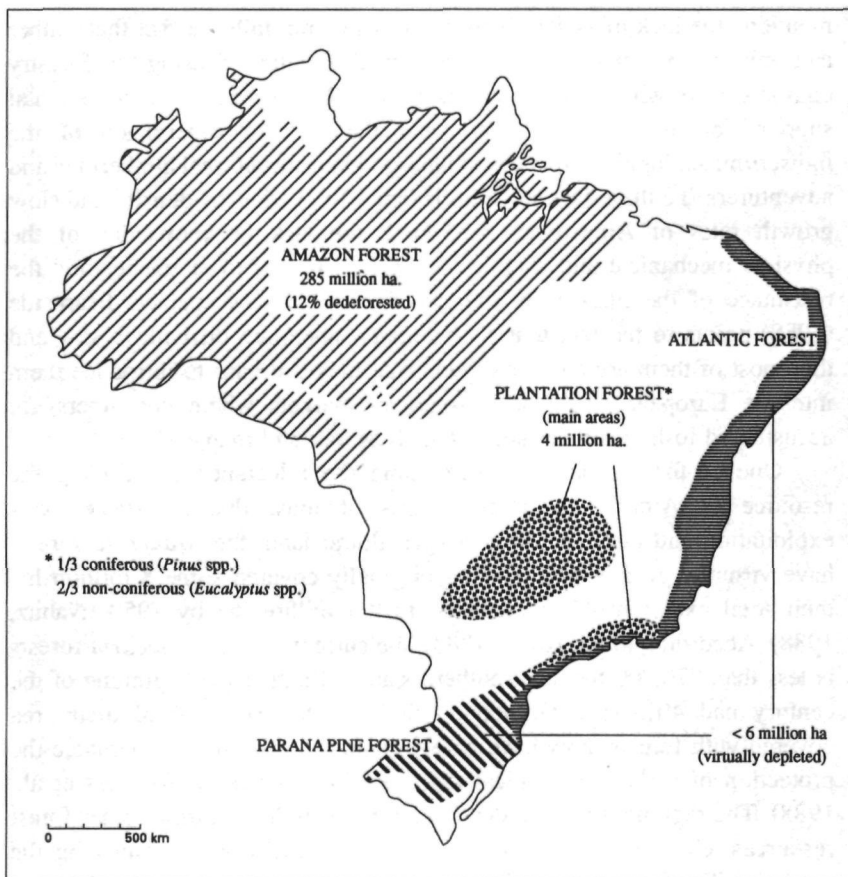 AMAZON FOREST
285 million ha.
(12% dedeforested)
ATLANTIC FOREST
PLANTATION FOREST*
(main areas)
4 million ha.
* 1/3 coniferous (Pinus spp.)
2/3 non-coniferous (Eucalyptus spp.)
PARANA PINE FOREST
< 6 million ha
(virtually depleted)
0 500 km